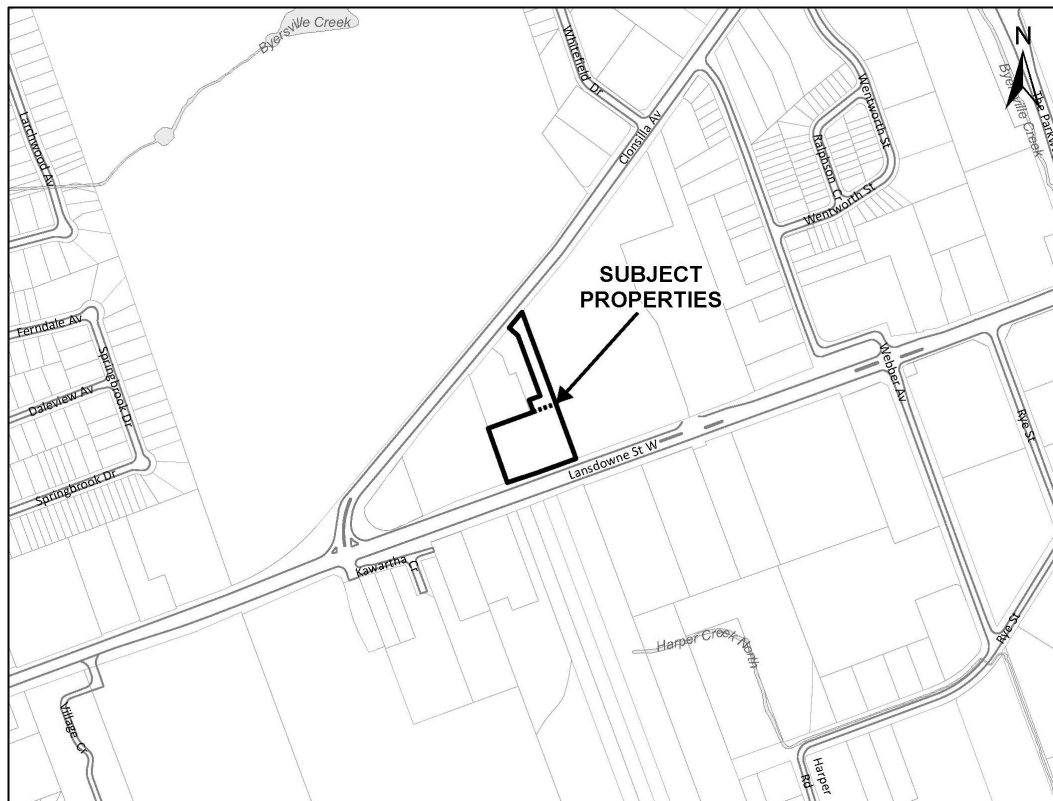 Byersville Creek
Whitefield Dr
N
Larchwood Av
Clonsilla Av
Wentworth St
Ralphson Cr
Byersville Creek
The Parkw
Wentworth St
SUBJECT
PROPERTIES
Ferndale Av
Springbrook Dr
Daleview Av
Webber Av
Lansdowne St W
Rye St
Springbrook Dr
Kawartha Cr
Harper Creek North
Rye St
Village Cr
Harper
Rd